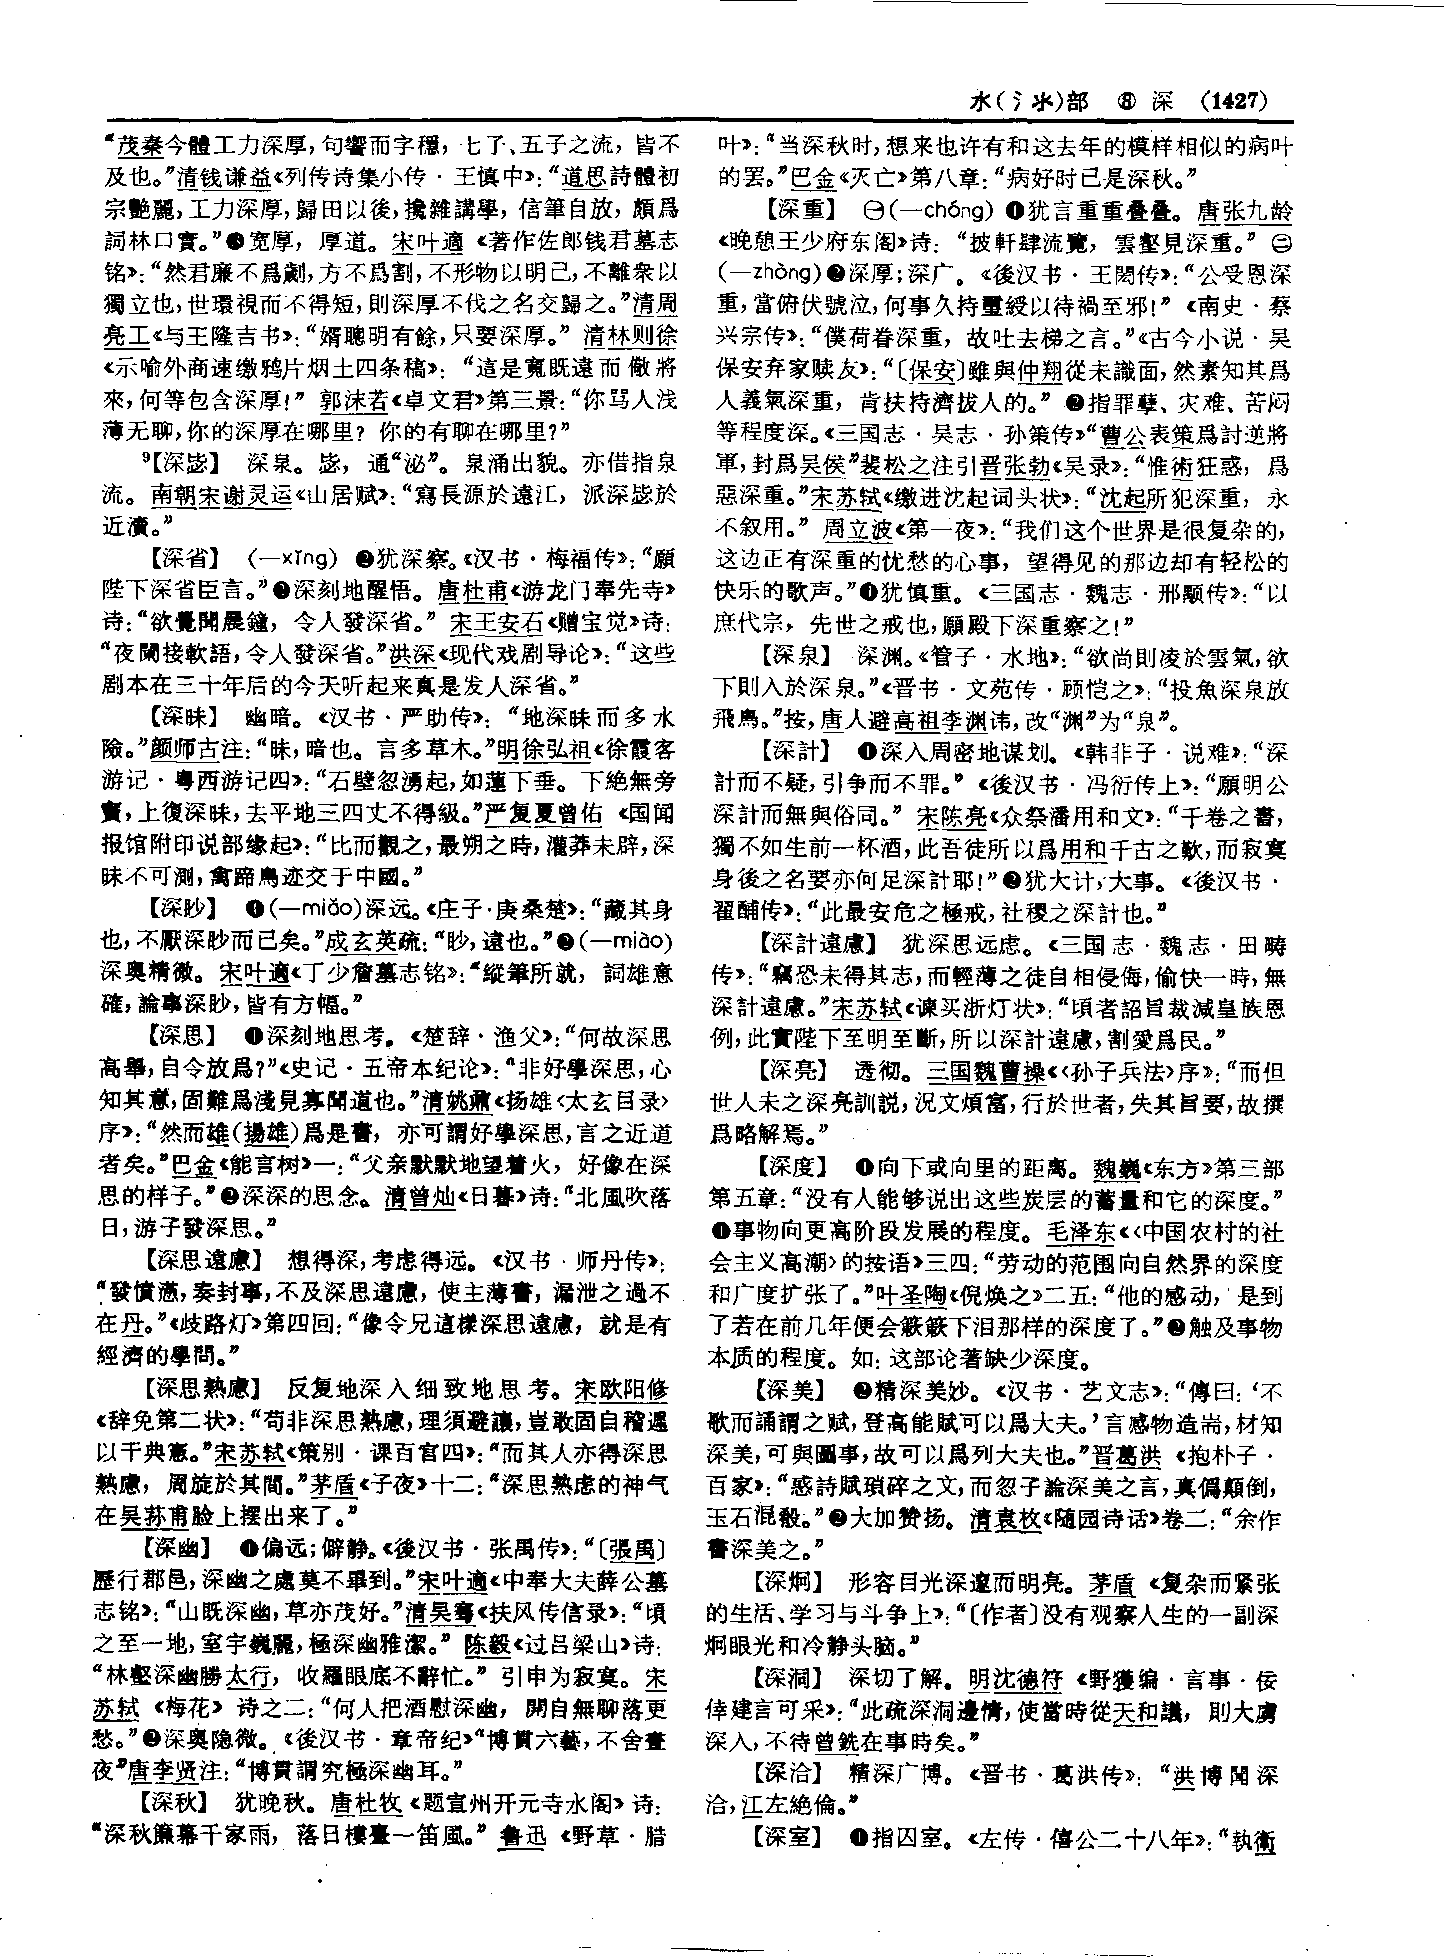 水(氵氺)部 ⑧ 深 (1427)
“茂秦今體工力深厚，句響而字穩，七子、五子之流，皆不
及也。”清钱谦益《列传诗集小传·王慎中》：“道思詩體初
宗艷麗，工力深厚，歸田以後，攙雜講學，信筆自放，頗爲
詞林口實。”❸宽厚，厚道。宋叶適《著作佐郎钱君墓志
铭》：“然君廉不爲劌，方不爲割，不形物以明己，不離衆以
獨立也，世環視而不得短，則深厚不伐之名交歸之。”清周
亮工《与王隆吉书》：“婿聰明有餘，只要深厚。”清林则徐
《示喻外商速缴鸦片烟土四条稿》：“這是寬既遠而儆將
來，何等包含深厚！”郭沫若《卓文君》第三景：“你骂人浅
薄无聊，你的深厚在哪里？你的有聊在哪里？”
⁹【深毖】 深泉。毖，通“泌”。泉涌出貌。亦借指泉
流。南朝宋谢灵运《山居赋》：“寫長源於遠江，派深毖於
近瀆。”
【深省】 (—xǐng) ❷犹深察。《汉书·梅福传》：“願
陛下深省臣言。”❷深刻地醒悟。唐杜甫《游龙门奉先寺》
诗：“欲覺聞晨鐘，令人發深省。”宋王安石《赠宝觉》诗：
“夜闌接軟語，令人發深省。”洪深《现代戏剧导论》：“这些
剧本在三十年后的今天听起来真是发人深省。”
【深昧】 幽暗。《汉书·严助传》：“地深昧而多水
險。”颜师古注：“昧，暗也。言多草木。”明徐弘祖《徐霞客
游记·粤西游记四》：“石壁忽湧起，如蓮下垂。下絶無旁
竇，上復深昧，去平地三四丈不得級。”严复夏曾佑《国闻
报馆附印说部缘起》：“比而觀之，最朔之時，灌莽未辟，深
昧不可測，禽蹄鳥迹交于中國。”
【深眇】 ❶(—miǎo)深远。《庄子·庚桑楚》：“藏其身
也，不厭深眇而已矣。”成玄英疏：“眇，遠也。”❷(—miào)
深奥精微。宋叶適《丁少詹墓志铭》：“縱筆所就，詞雄意
確，論事深眇，皆有方幅。”
【深思】 ❶深刻地思考。《楚辞·渔父》：“何故深思
高舉，自令放爲？”《史记·五帝本纪论》：“非好學深思，心
知其意，固難爲淺見寡聞道也。”清姚鼐《扬雄〈太玄目录〉
序》：“然而雄(揚雄)爲是書，亦可謂好學深思，言之近道
者矣。”巴金《能言树》一：“父亲默默地望着火，好像在深
思的样子。”❷深深的思念。清曾灿《日暮》诗：“北風吹落
日，游子發深思。”
【深思遠慮】 想得深，考虑得远。《汉书·师丹传》：
“發憤懣，奏封事，不及深思遠慮，使主薄書，漏泄之過不
在丹。”《歧路灯》第四回：“像令兄這樣深思遠慮，就是有
經濟的學問。”
【深思熟慮】 反复地深入细致地思考。宋欧阳修
《辞免第二状》：“苟非深思熟慮，理須避讓，豈敢固自稽遲
以干典憲。”宋苏轼《策别·课百官四》：“而其人亦得深思
熟慮，周旋於其間。”茅盾《子夜》十二：“深思熟虑的神气
在吴荪甫脸上摆出来了。”
【深幽】 ❶偏远；僻静。《後汉书·张禹传》：“〔張禹〕
歷行郡邑，深幽之處莫不畢到。”宋叶適《中奉大夫薛公墓
志铭》：“山既深幽，草亦茂好。”清吴骞《扶风传信录》：“頃
之至一地，室宇巍麗，極深幽雅潔。”陈毅《过吕梁山》诗：
“林壑深幽勝太行，收羅眼底不辭忙。”引申为寂寞。宋
苏轼《梅花》诗之二：“何人把酒慰深幽，開自無聊落更
愁。”❷深奥隐微。《後汉书·章帝纪》“博貫六藝，不舍晝
夜”唐李贤注：“博貫謂究極深幽耳。”
【深秋】 犹晚秋。唐杜牧《题宣州开元寺水阁》诗：
“深秋簾幕千家雨，落日樓臺一笛風。”鲁迅《野草·腊
叶》：“当深秋时，想来也许有和这去年的模样相似的病叶
的罢。”巴金《灭亡》第八章：“病好时已是深秋。”
【深重】 ㊀(—chóng) ❶犹言重重叠叠。唐张九龄
《晚憩王少府东阁》诗：“披軒肆流覽，雲壑見深重。”㊁
(—zhòng)❷深厚；深广。《後汉书·王閎传》：“公受恩深
重，當俯伏號泣，何事久持璽綬以待禍至邪！”《南史·蔡
兴宗传》：“僕荷眷深重，故吐去梯之言。”《古今小说·吴
保安弃家赎友》：“〔保安〕雖與仲翔從未識面，然素知其爲
人義氣深重，肯扶持濟拔人的。”❷指罪孽、灾难、苦闷
等程度深。《三国志·吴志·孙策传》“曹公表策爲討逆將
軍，封爲吴侯”裴松之注引晋张勃《吴录》：“惟術狂惑，爲
惡深重。”宋苏轼《缴进沈起词头状》：“沈起所犯深重，永
不叙用。”周立波《第一夜》：“我们这个世界是很复杂的，
这边正有深重的忧愁的心事，望得见的那边却有轻松的
快乐的歌声。”❶犹慎重。《三国志·魏志·邢颙传》：“以
庶代宗，先世之戒也，願殿下深重察之！”
【深泉】 深渊。《管子·水地》：“欲尚則凌於雲氣，欲
下則入於深泉。”《晋书·文苑传·顾恺之》：“投魚深泉放
飛鳥。”按，唐人避高祖李渊讳，改“渊”为“泉”。
【深計】 ❶深入周密地谋划。《韩非子·说难》：“深
計而不疑，引争而不罪。”《後汉书·冯衍传上》：“願明公
深計而無與俗同。”宋陈亮《众祭潘用和文》：“千卷之書，
獨不如生前一杯酒，此吾徒所以爲用和千古之歎，而寂寞
身後之名要亦何足深計耶！”❷犹大计，大事。《後汉书·
翟酺传》：“此最安危之極戒，社稷之深計也。”
【深計遠慮】 犹深思远虑。《三国志·魏志·田畴
传》：“竊恐未得其志，而輕薄之徒自相侵侮，愉快一時，無
深計遠慮。”宋苏轼《谏买浙灯状》：“頃者詔旨裁減皇族恩
例，此實陛下至明至斷，所以深計遠慮，割愛爲民。”
【深亮】 透彻。三国魏曹操《〈孙子兵法〉序》：“而但
世人未之深亮訓説，況文煩富，行於世者，失其旨要，故撰
爲略解焉。”
【深度】 ❶向下或向里的距离。魏巍《东方》第三部
第五章：“没有人能够说出这些炭层的蓄量和它的深度。”
❶事物向更高阶段发展的程度。毛泽东《〈中国农村的社
会主义高潮〉的按语》三四：“劳动的范围向自然界的深度
和广度扩张了。”叶圣陶《倪焕之》二五：“他的感动，是到
了若在前几年便会簌簌下泪那样的深度了。”❷触及事物
本质的程度。如：这部论著缺少深度。
【深美】 ❷精深美妙。《汉书·艺文志》：“傳曰：‘不
歌而誦謂之賦，登高能賦可以爲大夫。’言感物造耑，材知
深美，可與圖事，故可以爲列大夫也。”晋葛洪《抱朴子·
百家》：“惑詩賦瑣碎之文，而忽子論深美之言，真僞顛倒，
玉石混殽。”❷大加赞扬。清袁枚《随园诗话》卷二：“余作
書深美之。”
【深炯】 形容目光深邃而明亮。茅盾《复杂而紧张
的生活、学习与斗争上》：“〔作者〕没有观察人生的一副深
炯眼光和冷静头脑。”
【深洞】 深切了解。明沈德符《野獲编·言事·佞
倖建言可采》：“此疏深洞邊情，使當時從天和議，則大虜
深入，不待曾銑在事時矣。”
【深洽】 精深广博。《晋书·葛洪传》：“洪博聞深
洽，江左絶倫。”
【深室】 ❶指囚室。《左传·僖公二十八年》：“執衛